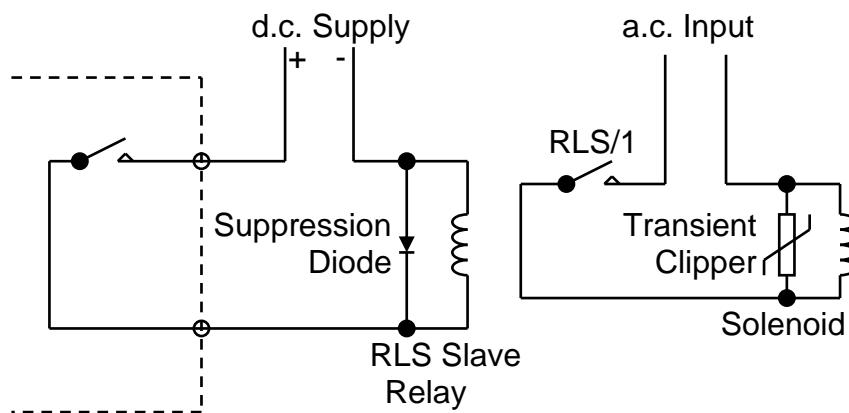 d.c. Supply
+ -
a.c. Input
RLS/1
Suppression
Diode
Transient
Clipper
RLS Slave
Relay
Solenoid